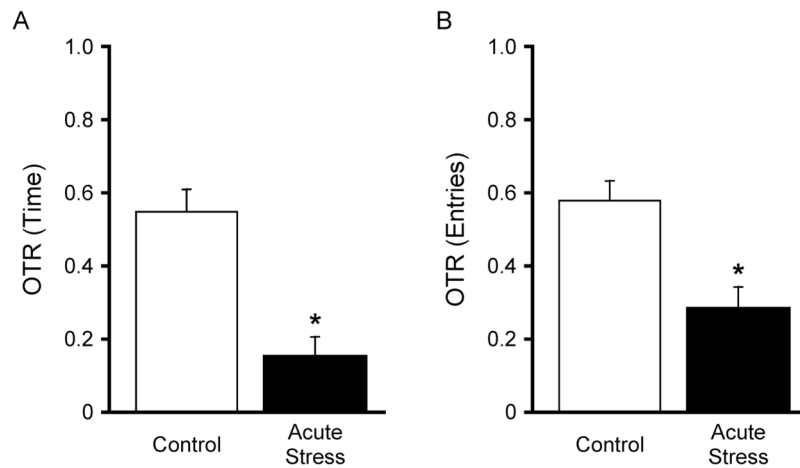 A
OTR (Time)
1.0
0.8
0.6
0.4
0.2
0
*
Control
Acute
Stress
B
OTR (Entries)
1.0
0.8
0.6
0.4
0.2
0
*
Control
Acute
Stress